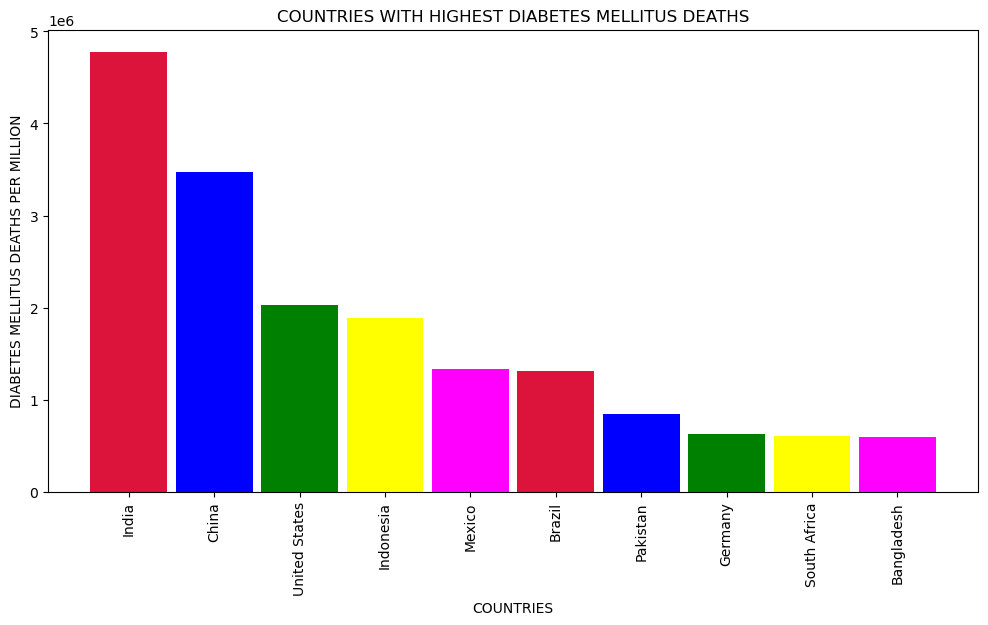 COUNTRIES WITH HIGHEST DIABETES MELLITUS DEATHS
1e6
DIABETES MELLITUS DEATHS PER MILLION
5
4
3
2
1
0
India
China
United States
Indonesia
Mexico
Brazil
Pakistan
Germany
South Africa
Bangladesh
COUNTRIES